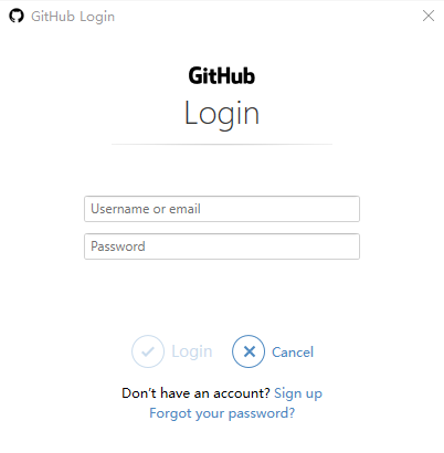 GitHub Login
GitHub
Login
Username or email
Password
Login Cancel
Don't have an account? Sign up
Forgot your password?